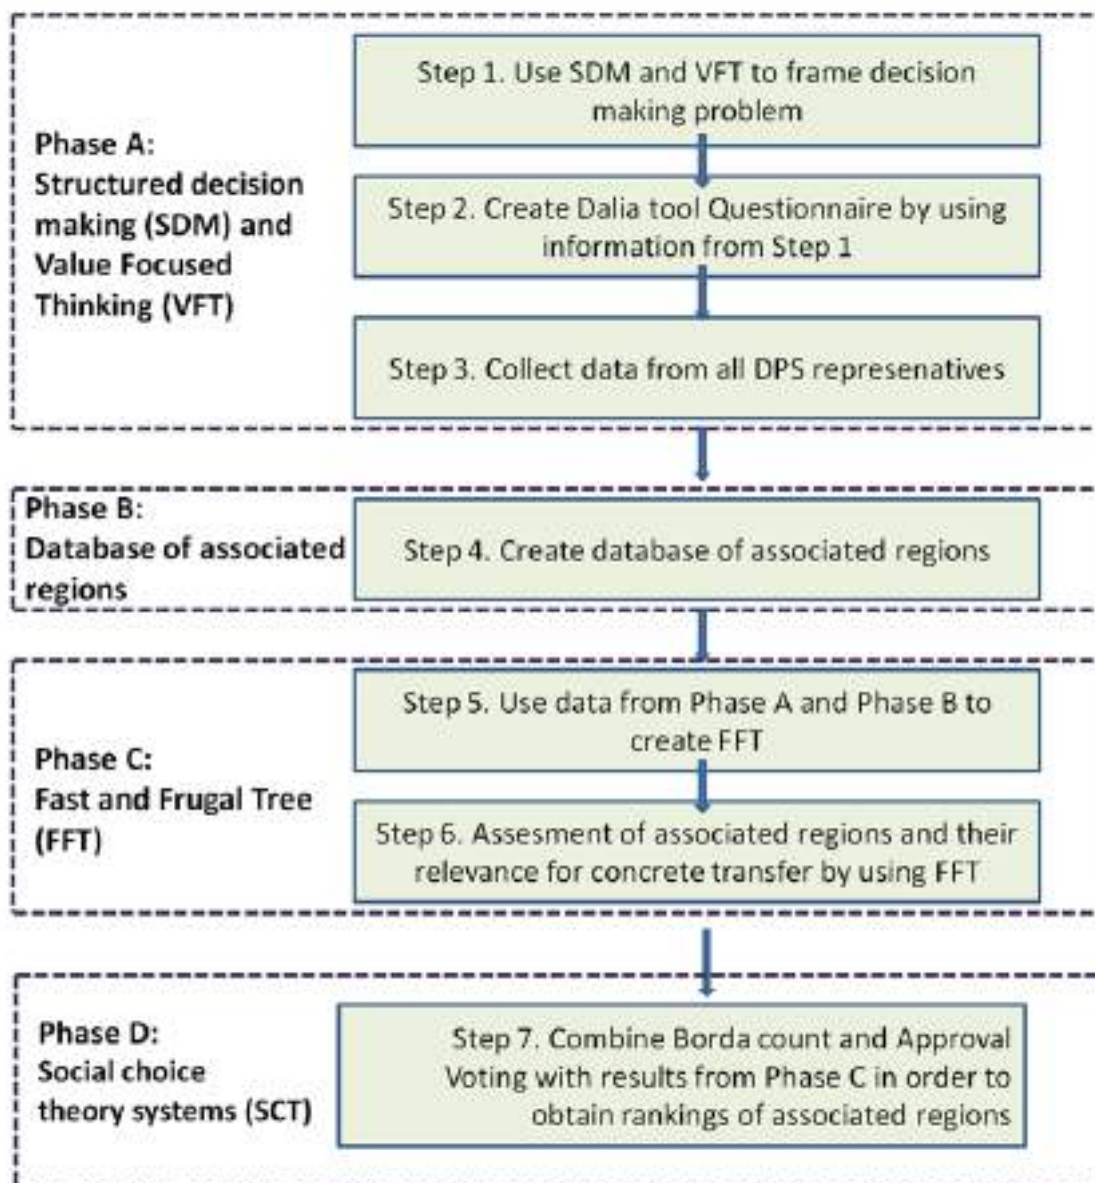 Phase A:
Structured decision
making (SDM) and
Value Focused
Thinking (VFT)
Step 1. Use SDM and VFT to frame decision
making problem
Step 2. Create Dalia tool Questionnaire by using
information from Step 1
Step 3. Collect data from all DPS represenatives
Phase B:
Database of associated
regions
Step 4. Create database of associated regions
Phase C:
Fast and Frugal Tree
(FFT)
Step 5. Use data from Phase A and Phase B to
create FFT
Step 6. Assesment of associated regions and their
relevance for concrete transfer by using FFT
Phase D:
Social choice
theory systems (SCT)
Step 7. Combine Borda count and Approval
Voting with results from Phase C in order to
obtain rankings of associated regions